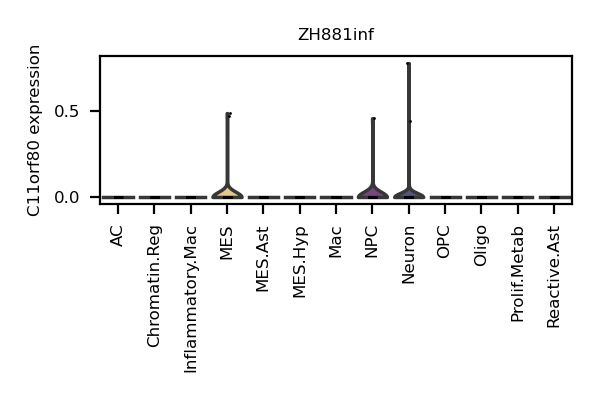 ZH881inf
C11orf80 expression
0.5
0.0
AC
Chromatin.Reg
Inflammatory.Mac
MES
MES.Ast
MES.Hyp
Mac
NPC
Neuron
OPC
Oligo
Prolif.Metab
Reactive.Ast